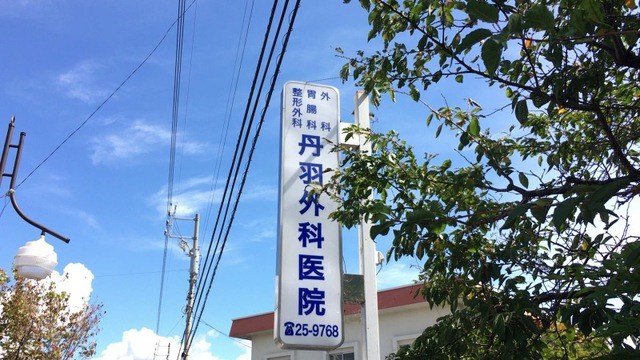 外科
胃腸科
整形外科
丹羽外科医院
☎25-9768